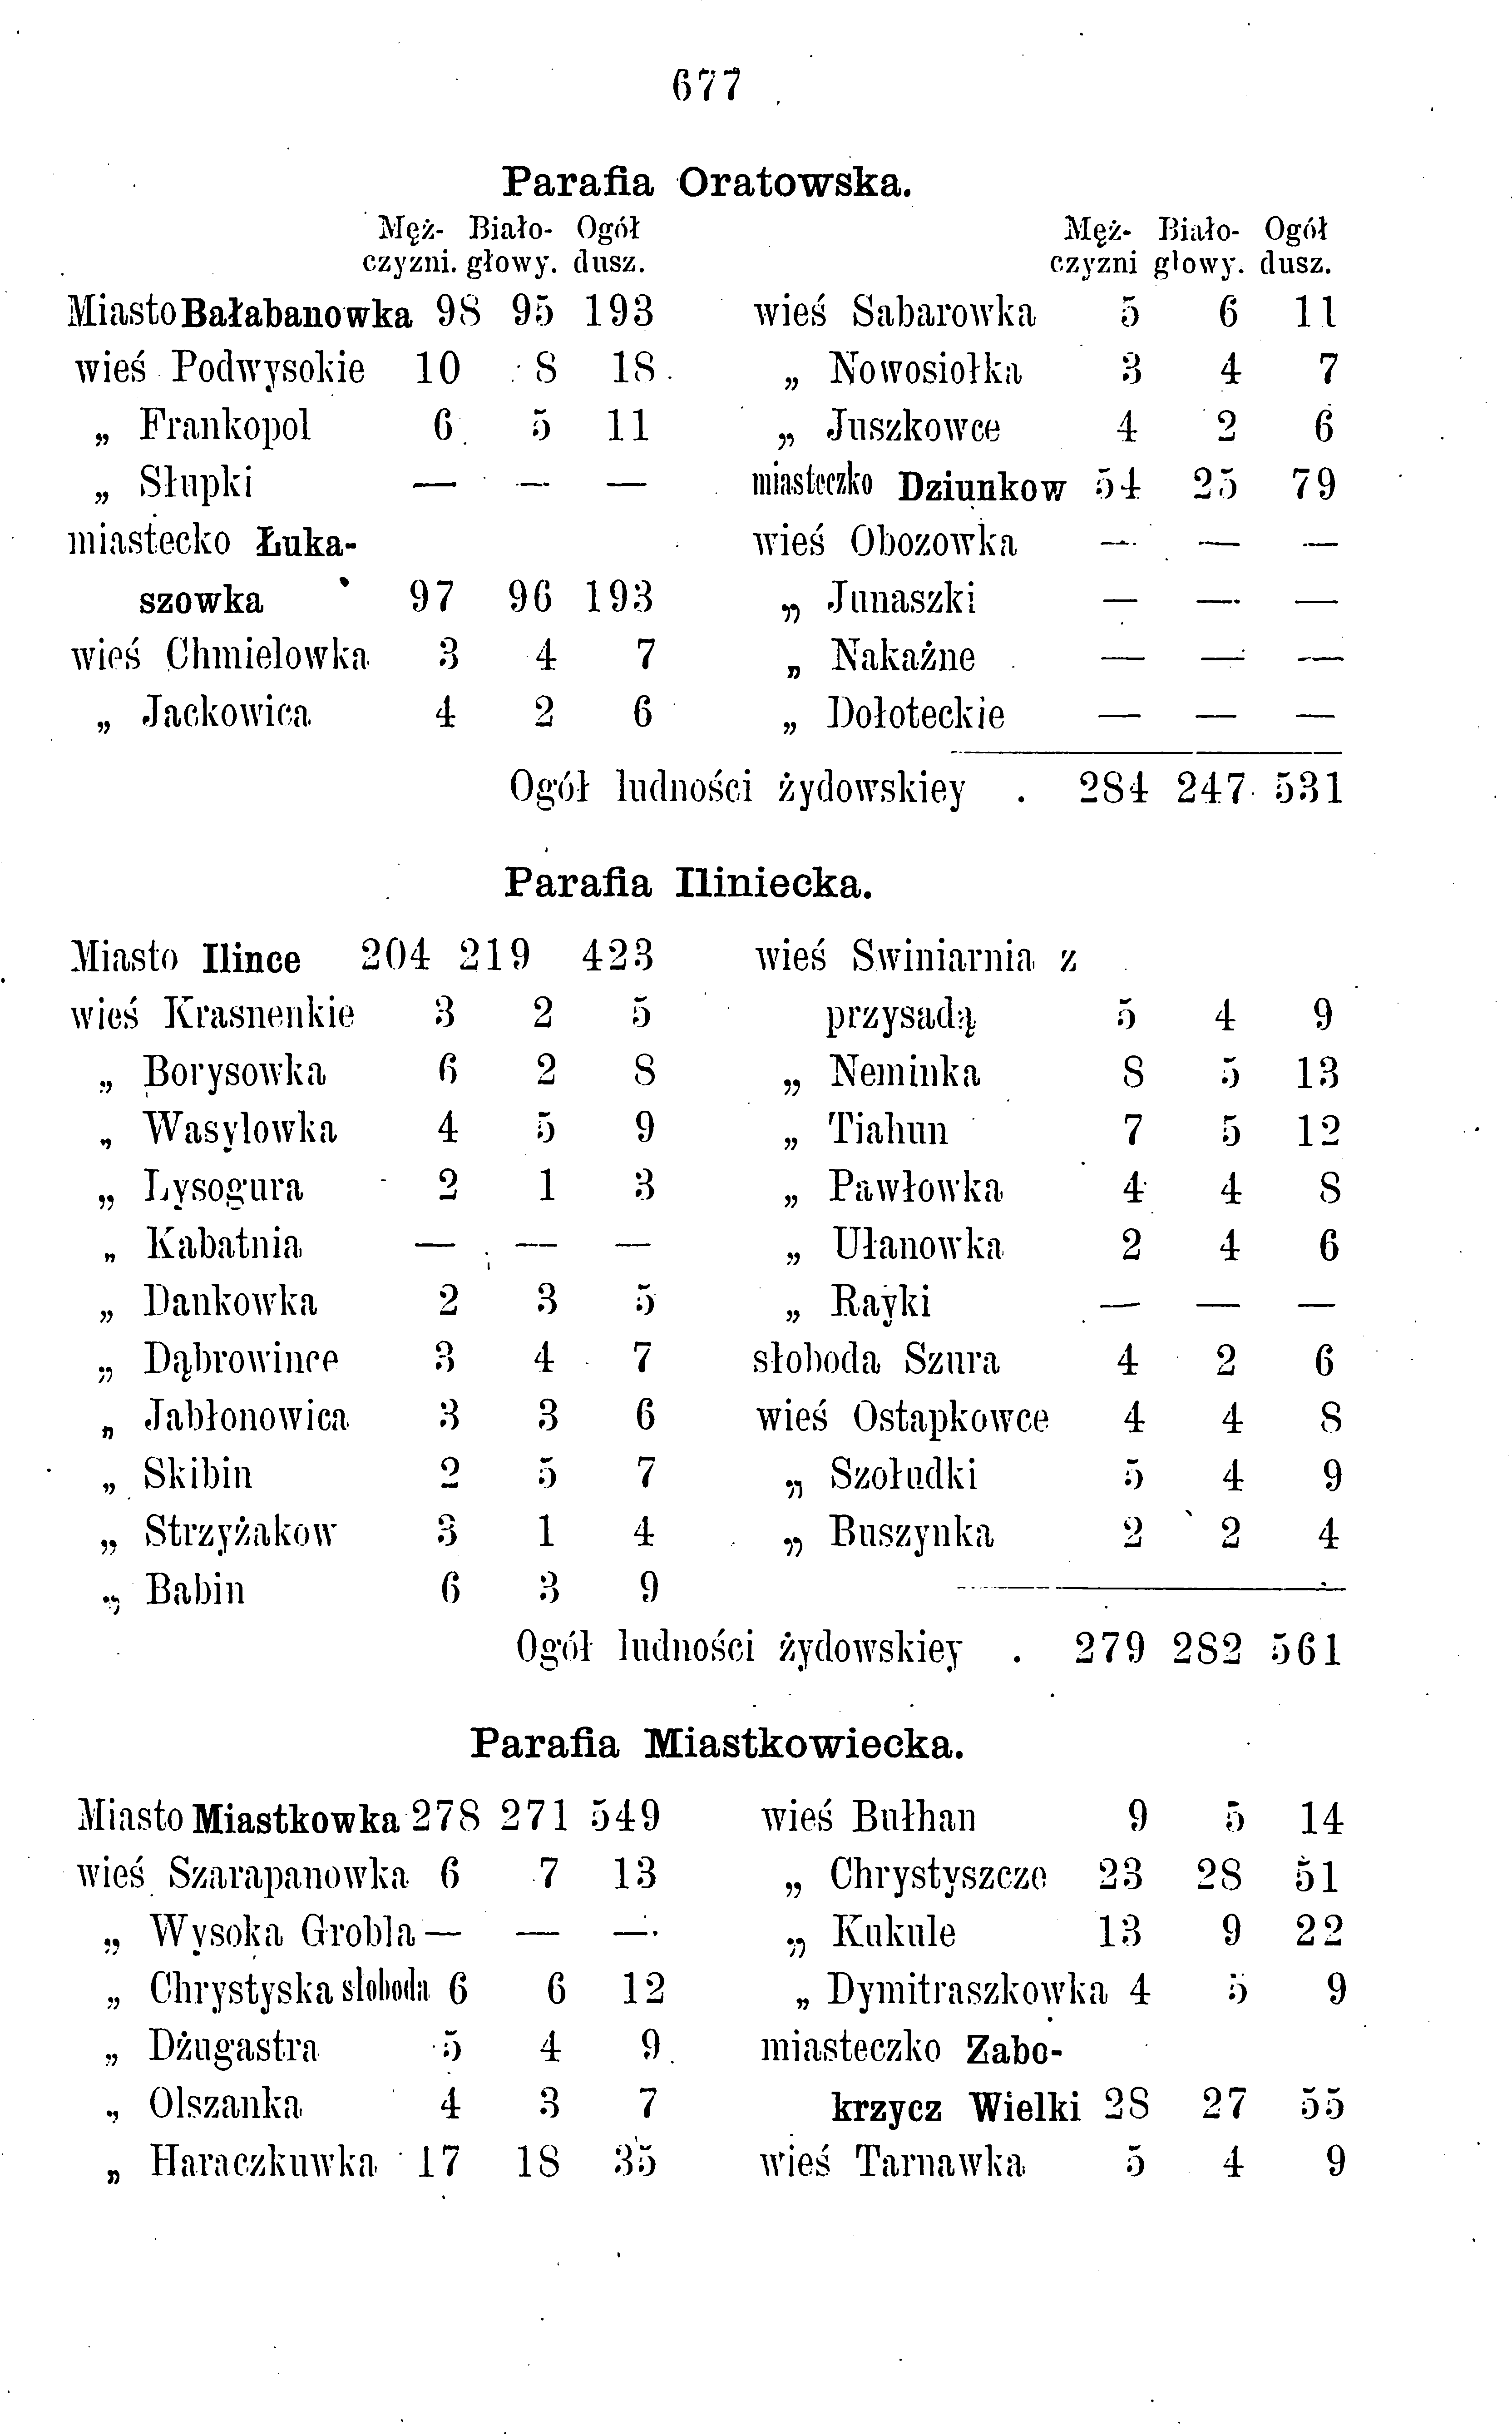 677
Parafia Oratowska.
Męż- Biało- Ogół
czyzni. głowy. dusz.
Miasto Bałabanowka 98 95 193
wieś Podwysokie 10 8 18
„ Frankopol 6 5 11
„ Słupki — — —
miastecko Łuka-
szowka 97 96 193
wieś Chmielowka 3 4 7
„ Jackowica 4 2 6
Męż- Biało- Ogół
czyzni głowy. dusz.
wieś Sabarowka 5 6 11
„ Nowosiołka 3 4 7
„ Juszkowce 4 2 6
miasteczko Dziunkow 54 25 79
wieś Obozowka — — —
„ Junaszki — — —
„ Nakaźne — — —
„ Dołoteckie — — —
Ogół ludności żydowskiey . 284 247 531
Parafia Iliniecka.
Miasto Ilince 204 219 423
wieś Krasnenkie 3 2 5
„ Borysowka 6 2 8
„ Wasylowka 4 5 9
„ Lysogura 2 1 3
„ Kabatnia — — —
„ Dankowka 2 3 5
„ Dąbrowince 3 4 7
„ Jabłonowica 3 3 6
„ Skibin 2 5 7
„ Strzyżakow 3 1 4
„ Babin 6 3 9
wieś Swiniarnia z
przysadą 5 4 9
„ Neminka 8 5 13
„ Tiahun 7 5 12
„ Pawłowka 4 4 8
„ Ułanowka 2 4 6
„ Rayki — — —
słoboda Szura 4 2 6
wieś Ostapkowce 4 4 8
„ Szołudki 5 4 9
„ Buszynka 2 2 4
Ogół ludności żydowskiey . 279 282 561
Parafia Miastkowiecka.
Miasto Miastkowka 278 271 549
wieś Szarapanowka 6 7 13
„ Wysoka Grobla — — —
„ Chrystyska sloboda 6 6 12
„ Dżugastra 5 4 9
„ Olszanka 4 3 7
„ Haraczkuwka 17 18 35
wieś Bułhan 9 5 14
„ Chrystyszcze 23 28 51
„ Kukule 13 9 22
„ Dymitraszkowka 4 5 9
miasteczko Zabo-
krzycz Wielki 28 27 55
wieś Tarnawka 5 4 9